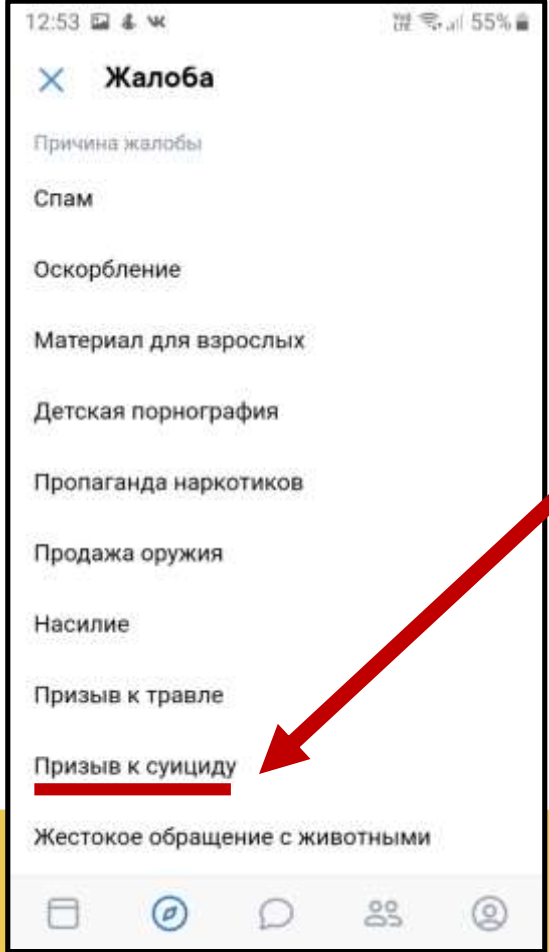 12:53 55%
Жалоба
Причина жалобы
Спам
Оскорбление
Материал для взрослых
Детская порнография
Пропаганда наркотиков
Продажа оружия
Насилие
Призыв к травле
Призыв к суициду
Жестокое обращение с животными